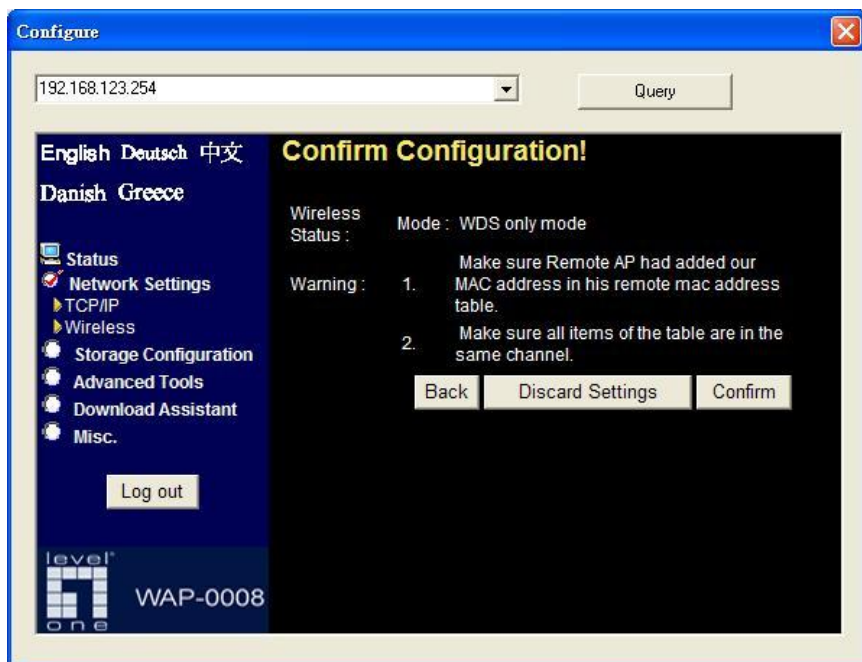 Configure
192.168.123.254
Query
English Deutsch 中文
Danish Greece
Status
Network Settings
TCP/IP
Wireless
Storage Configuration
Advanced Tools
Download Assistant
Misc.
Log out
level
one
WAP-0008
Confirm Configuration!
Wireless
Status :
Mode : WDS only mode
Warning :
1.
Make sure Remote AP had added our
MAC address in his remote mac address
table.
2.
Make sure all items of the table are in the
same channel.
Back
Discard Settings
Confirm